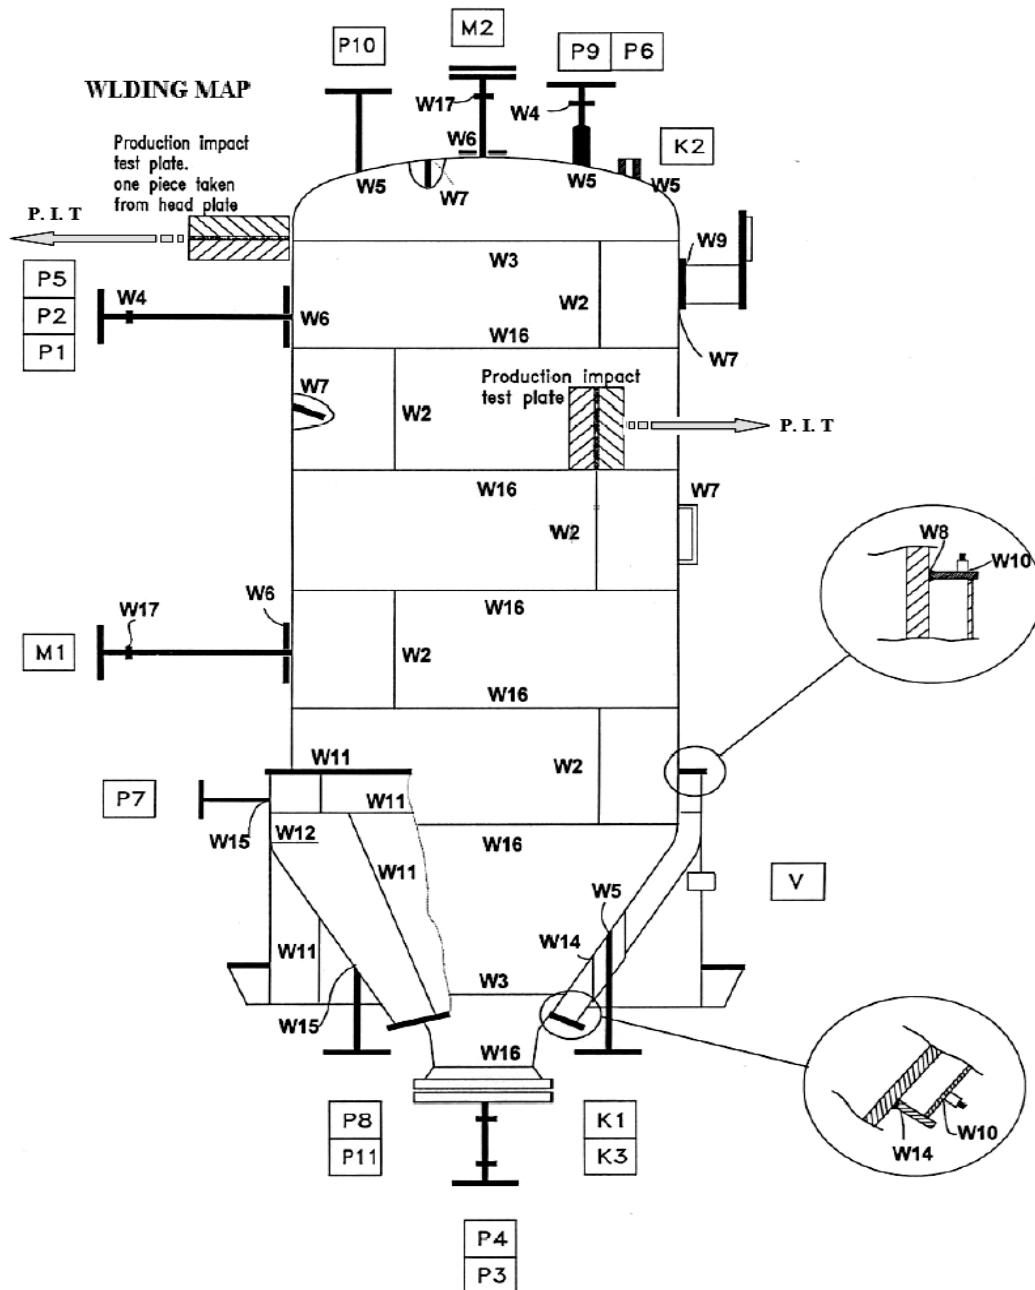 P10
M2
P9 P6
WLDING MAP
W17
W4
Production impact
test plate.
one piece taken
from head plate
W6
K2
W5
W7
W5
W5
P. I. T
W3
W9
P5
W4
W2
P2
W6
W16
P1
W7
Production impact
test plate
W7
W2
P. I. T
W16
W7
W2
W8
W10
W6
W16
W17
M1
W2
W16
W11
W2
P7
W11
W15
W12
W16
W11
V
W5
W14
W11
W3
W15
W16
P8
K1
P11
K3
W10
W14
P4
P3